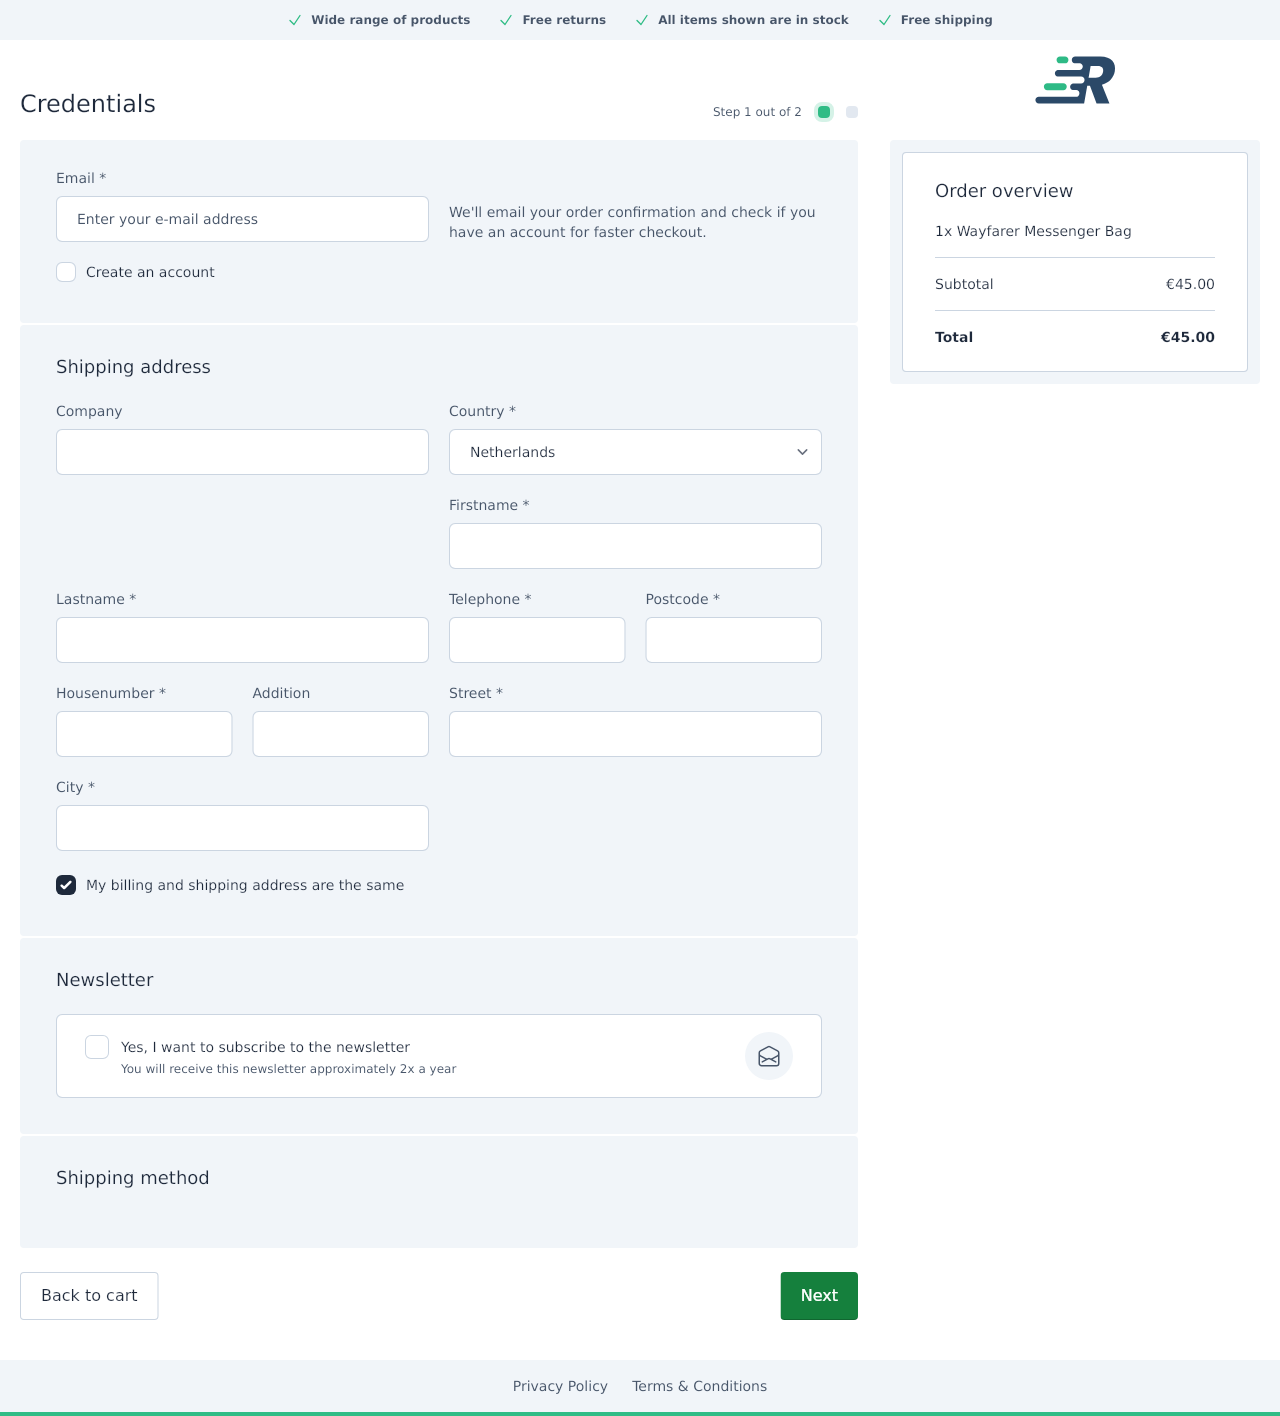 Wide range of products
Free returns
All items shown are in stock
Free shipping
R
Credentials
Step 1 out of 2
Email *
Enter your e-mail address
We'll email your order confirmation and check if you
have an account for faster checkout.
Create an account
Shipping address
Company
Country *
Netherlands
Firstname *
Lastname *
Telephone *
Postcode *
Housenumber *
Addition
Street *
City *
My billing and shipping address are the same
Newsletter
Yes, I want to subscribe to the newsletter
You will receive this newsletter approximately 2x a year
Shipping method
Back to cart
Next
Order overview
1x Wayfarer Messenger Bag
Subtotal €45.00
Total €45.00
Privacy Policy
Terms & Conditions